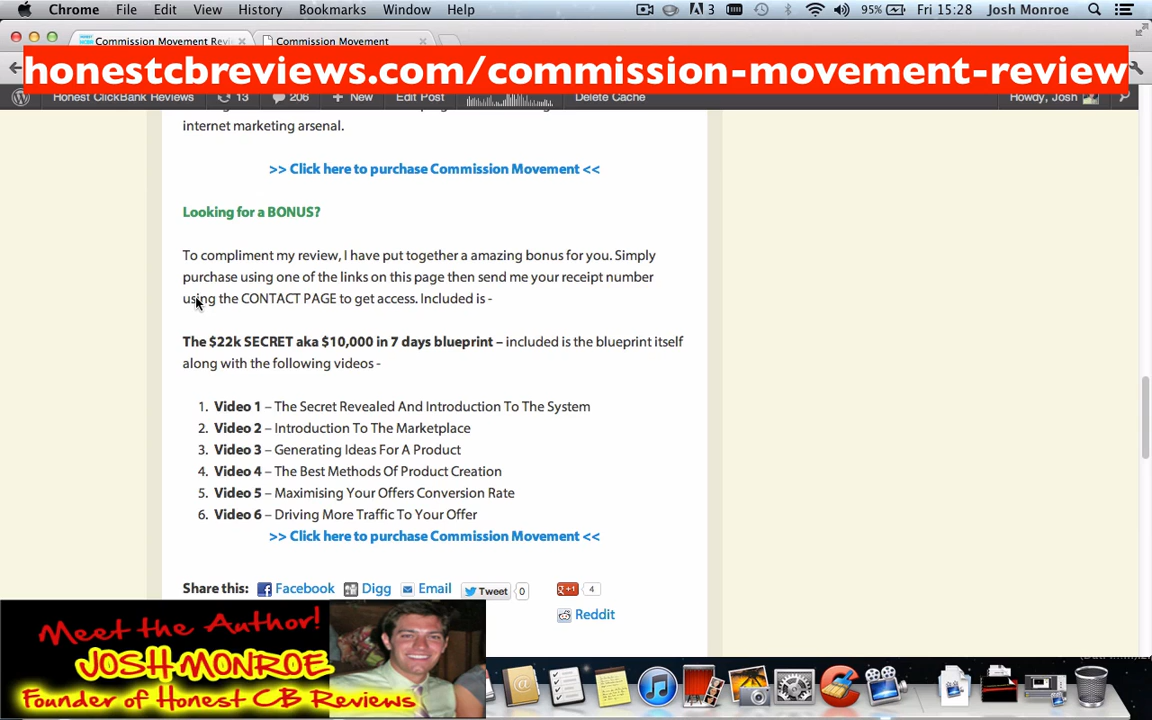 Chrome File Edit View History Bookmarks Window Help 3 95% Fri 15:28 Josh Monroe
Commission Movement Revi Commission Movement
honestcbreviews.com/commission-movement-review
Honest ClickBank Reviews 13 206 + New Edit Post Delete Cache Howdy, Josh
internet marketing arsenal.
>> Click here to purchase Commission Movement <<
Looking for a BONUS?
To compliment my review, I have put together a amazing bonus for you. Simply
purchase using one of the links on this page then send me your receipt number
using the CONTACT PAGE to get access. Included is -
The $22k SECRET aka $10,000 in 7 days blueprint – included is the blueprint itself
along with the following videos -
1. Video 1 – The Secret Revealed And Introduction To The System
2. Video 2 – Introduction To The Marketplace
3. Video 3 – Generating Ideas For A Product
4. Video 4 – The Best Methods Of Product Creation
5. Video 5 – Maximising Your Offers Conversion Rate
6. Video 6 – Driving More Traffic To Your Offer
>> Click here to purchase Commission Movement <<
Share this: Facebook Digg Email Tweet 0 +1 4
Reddit
Meet the Author!
JOSH MONROE
Founder of Honest CB Reviews